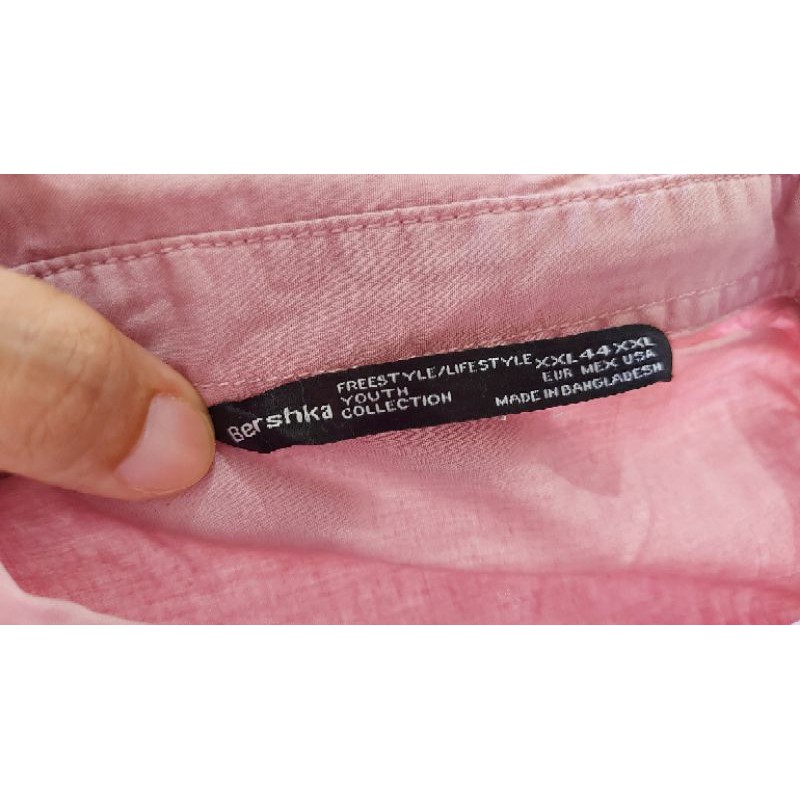 Bershka
FREESTYLE/LIFESTYLE
YOUTH
COLLECTION
XXL 44 XXL
EUR MEX USA
MADE IN BANGLADESH